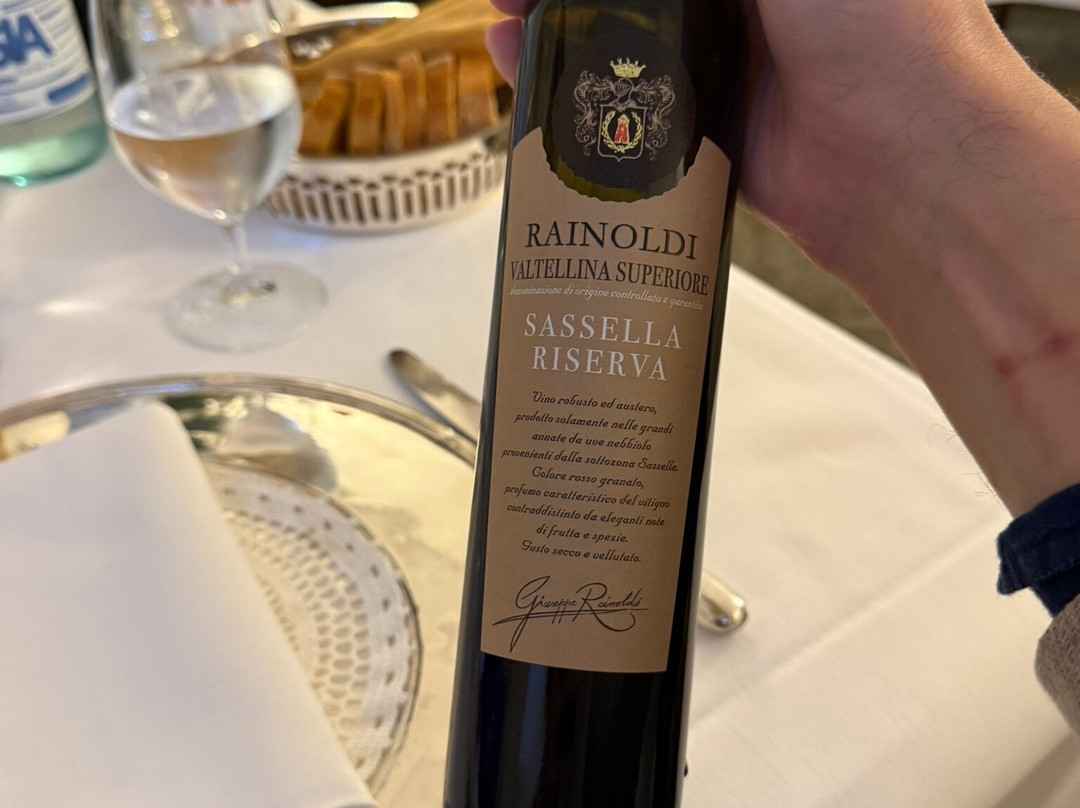 RAINOLDI
VALTELLINA SUPERIORE
denominazione di origine controllata e garantita
SASSELLA
RISERVA
Vino robusto ed austero,
prodotto solamente nelle grandi
annate da uve nebbiolo
provenienti dalla sottozona Sassella.
Colore rosso granato,
profumo caratteristico del vitigno
contraddistinto da eleganti note
di frutta e spezie.
Gusto secco e vellutato.
Giuseppe Rainoldi